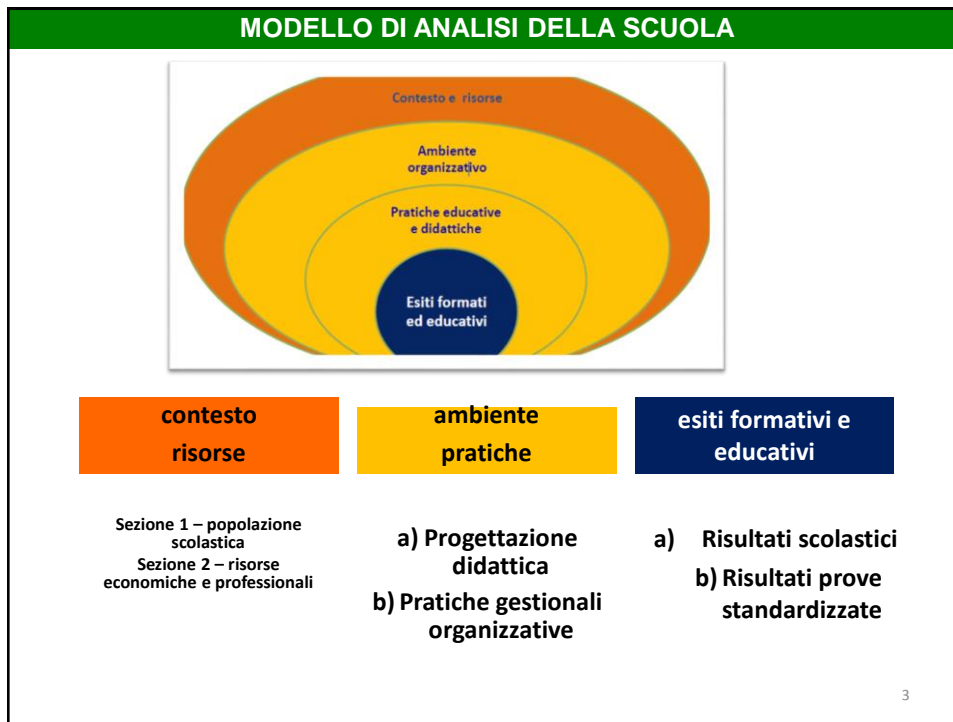 MODELLO DI ANALISI DELLA SCUOLA
Contesto e risorse
Ambiente
organizzativo
Pratiche educative
e didattiche
Esiti formati
ed educativi
contesto
risorse
Sezione 1 – popolazione
scolastica
Sezione 2 – risorse
economiche e professionali
ambiente
pratiche
a) Progettazione
didattica
b) Pratiche gestionali
organizzative
esiti formativi e
educativi
a) Risultati scolastici
b) Risultati prove
standardizzate
3